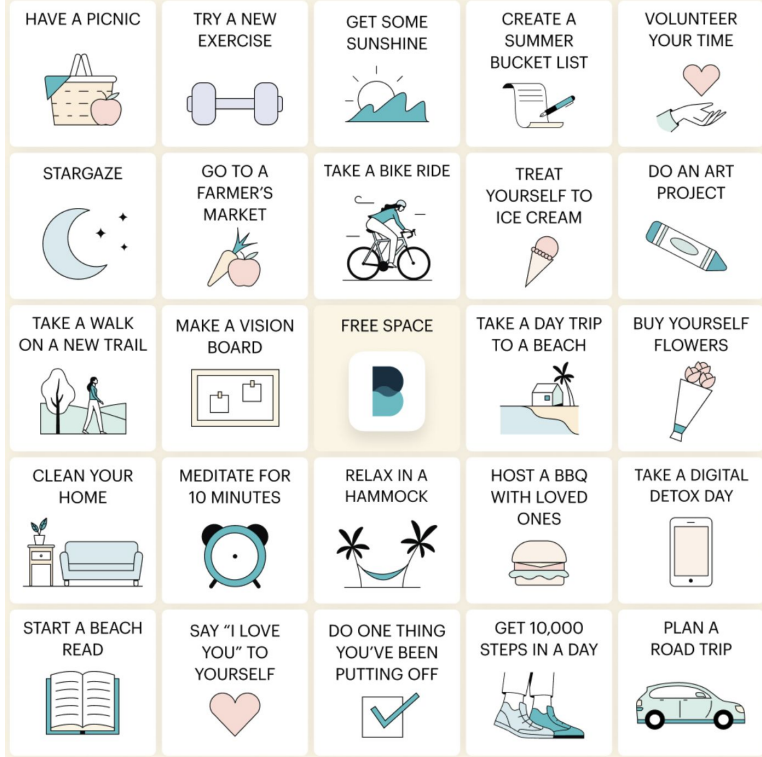 HAVE A PICNIC
TRY A NEW
EXERCISE
GET SOME
SUNSHINE
CREATE A
SUMMER
BUCKET LIST
VOLUNTEER
YOUR TIME
STARGAZE
GO TO A
FARMER'S
MARKET
TAKE A BIKE RIDE
TREAT
YOURSELF TO
ICE CREAM
DO AN ART
PROJECT
TAKE A WALK
ON A NEW TRAIL
MAKE A VISION
BOARD
FREE SPACE
B
TAKE A DAY TRIP
TO A BEACH
BUY YOURSELF
FLOWERS
CLEAN YOUR
HOME
MEDITATE FOR
10 MINUTES
RELAX IN A
HAMMOCK
HOST A BBQ
WITH LOVED
ONES
TAKE A DIGITAL
DETOX DAY
START A BEACH
READ
SAY “I LOVE
YOU” TO
YOURSELF
DO ONE THING
YOU’VE BEEN
PUTTING OFF
GET 10,000
STEPS IN A DAY
PLAN A
ROAD TRIP